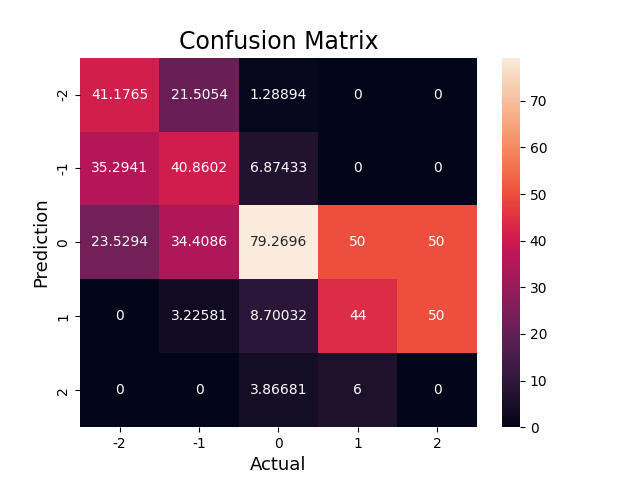 Confusion Matrix
-2 41.1765 21.5054 1.28894 0 0
-1 35.2941 40.8602 6.87433 0 0
0 23.5294 34.4086 79.2696 50 50
1 0 3.22581 8.70032 44 50
2 0 0 3.86681 6 0
-2 -1 0 1 2
Prediction
Actual
70
60
50
40
30
20
10
0